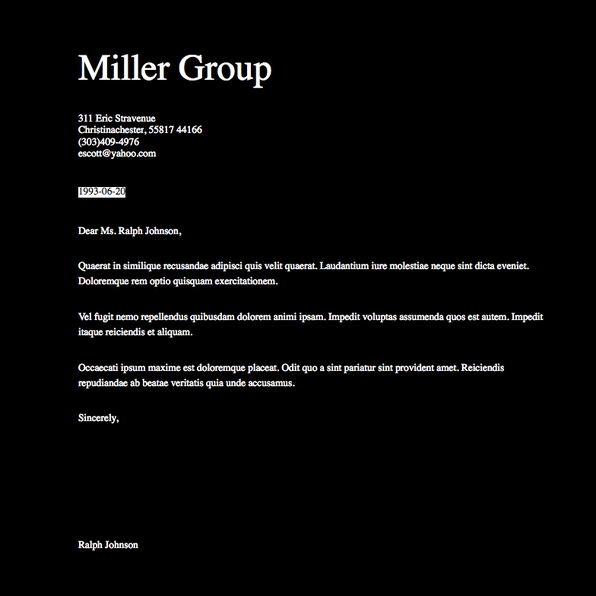 Miller Group
311 Eric Stravenue
Christinachester, 55817 44166
(303)409-4976
escott@yahoo.com
1993-06-20
Dear Ms. Ralph Johnson,
Quaerat in similique recusandae adipisci quis velit quaerat. Laudantium iure molestiae neque sint dicta eveniet.
Doloremque rem optio quisquam exercitationem.
Vel fugit nemo repellendus quibusdam dolorem animi ipsam. Impedit voluptas assumenda quos est autem. Impedit
itaque reiciendis et aliquam.
Occaecati ipsum maxime est doloremque placeat. Odit quo a sint pariatur sint provident amet. Reiciendis
repudiandae ab beatae veritatis quia unde accusamus.
Sincerely,
Ralph Johnson